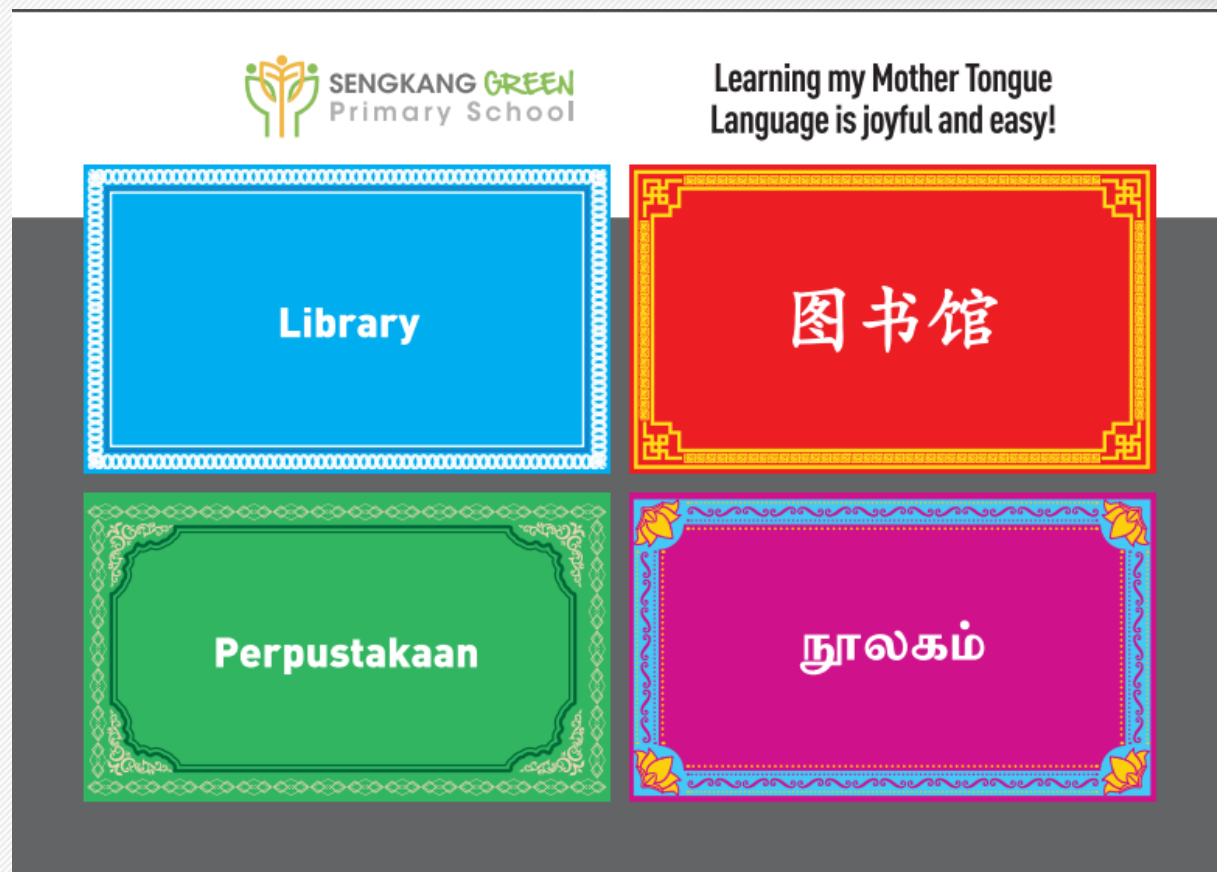 SENGKANG GREEN
Primary School
Learning my Mother Tongue
Language is joyful and easy!
Library
图书馆
Perpustakaan
நூலகம்